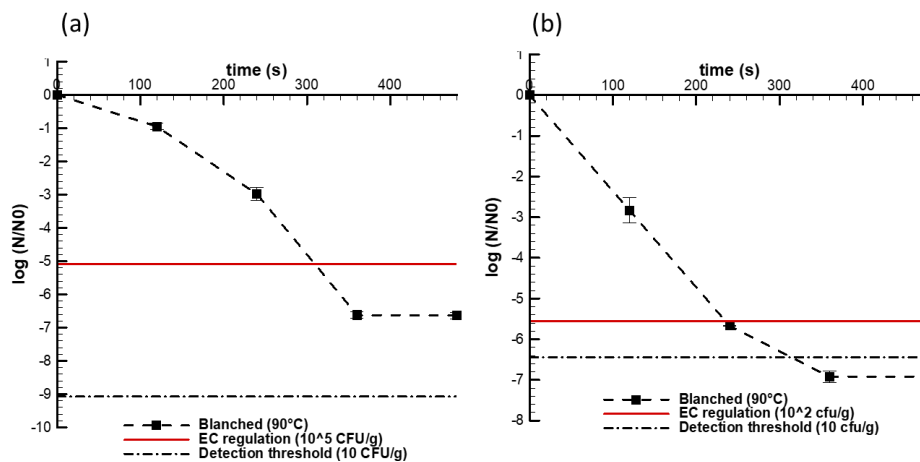 (a)
(b)
time (s)
time (s)
1
0
-1
-2
-3
-4
-5
-6
-7
-8
-9
-10
0
100
200
300
400
log (N/N0)
1
0
-1
-2
-3
-4
-5
-6
-7
-8
0
100
200
300
400
log (N/N0)
Blanched (90°C)
EC regulation (10^5 CFU/g)
Detection threshold (10 CFU/g)
Blanched (90°C)
EC regulation (10^2 cfu/g)
Detection threshold (10 cfu/g)